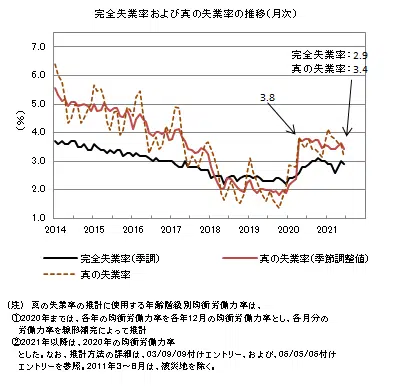 完全失業率および真の失業率の推移(月次)
完全失業率：2.9
真の失業率：3.4
3.8
(%)
7.0
6.0
5.0
4.0
3.0
2.0
1.0
2014 2015 2016 2017 2018 2019 2020 2021
完全失業率(季調)
真の失業率(季節調整値)
真の失業率
(注) 真の失業率の推計に使用する年齢階級別均衡労働力率は、
①2020年までは、各年の均衡労働力率を各年12月の均衡労働力率とし、各月分の
労働力率を線形補完によって推計
②2021年以降は、2020年の均衡労働力率
とした。なお、推計方法の詳細は、03/09/09付けエントリー、および、06/05/06付け
エントリーを参照。2011年3～8月は、被災地を除く。